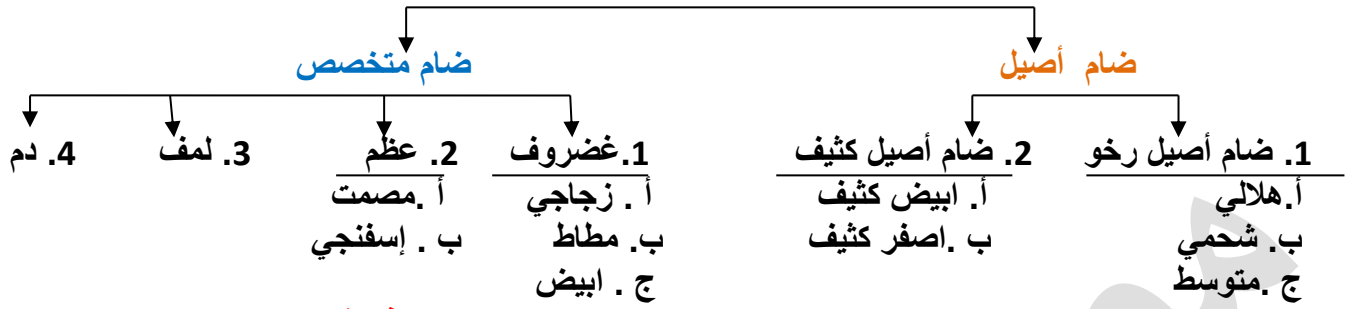 ضام أصيل ضام متخصص
1. ضام أصيل رخو 2. ضام أصيل كثيف 1.غضروف 2. عظم 3. لمف 4. دم
أ.هلالي أ. ابيض كثيف أ . زجاجي أ .مصمت
ب. شحمي ب .اصفر كثيف ب. مطاط ب . إسفنجي
ج .متوسط ج . ابيض